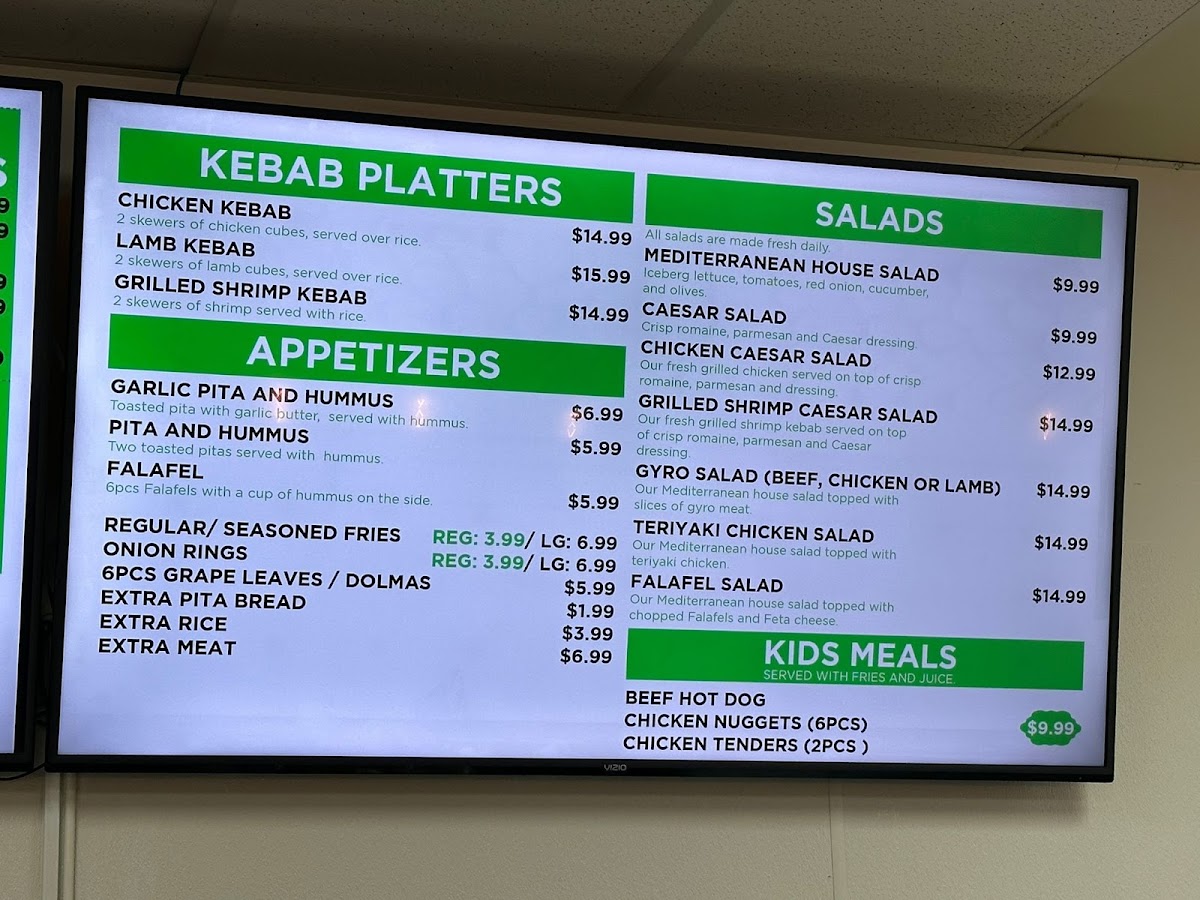 KEBAB PLATTERS
CHICKEN KEBAB
2 skewers of chicken cubes, served over rice.
$14.99
LAMB KEBAB
2 skewers of lamb cubes, served over rice.
$15.99
GRILLED SHRIMP KEBAB
2 skewers of shrimp served with rice.
$14.99
APPETIZERS
GARLIC PITA AND HUMMUS
Toasted pita with garlic butter, served with hummus.
$6.99
PITA AND HUMMUS
Two toasted pitas served with hummus.
$5.99
FALAFEL
6pcs Falafels with a cup of hummus on the side.
$5.99
REGULAR/ SEASONED FRIES REG: 3.99/ LG: 6.99
ONION RINGS REG: 3.99/ LG: 6.99
6PCS GRAPE LEAVES / DOLMAS $5.99
EXTRA PITA BREAD $1.99
EXTRA RICE $3.99
EXTRA MEAT $6.99
SALADS
All salads are made fresh daily.
MEDITERRANEAN HOUSE SALAD $9.99
Iceberg lettuce, tomatoes, red onion, cucumber,
and olives.
CAESAR SALAD $9.99
Crisp romaine, parmesan and Caesar dressing.
CHICKEN CAESAR SALAD $12.99
Our fresh grilled chicken served on top of crisp
romaine, parmesan and dressing.
GRILLED SHRIMP CAESAR SALAD $14.99
Our fresh grilled shrimp kebab served on top
of crisp romaine, parmesan and Caesar
dressing.
GYRO SALAD (BEEF, CHICKEN OR LAMB) $14.99
Our Mediterranean house salad topped with
slices of gyro meat.
TERIYAKI CHICKEN SALAD $14.99
Our Mediterranean house salad topped with
teriyaki chicken.
FALAFEL SALAD $14.99
Our Mediterranean house salad topped with
chopped Falafels and Feta cheese.
KIDS MEALS
SERVED WITH FRIES AND JUICE.
BEEF HOT DOG
CHICKEN NUGGETS (6PCS)
CHICKEN TENDERS (2PCS )
$9.99
VIZIO